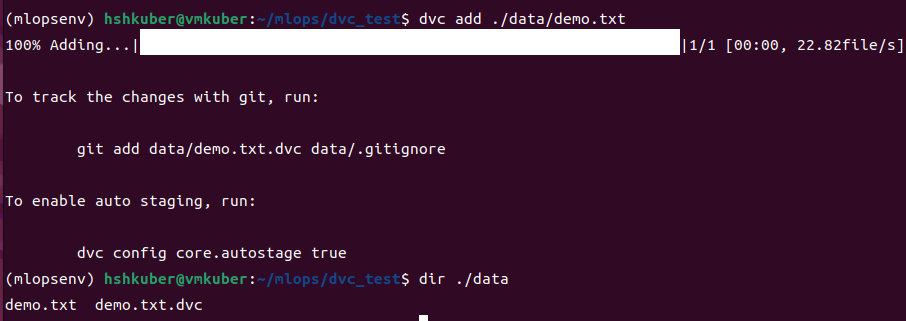 (mlopsenv) hshkuber@vmkuber:~/mlops/dvc_test$ dvc add ./data/demo.txt
100% Adding...| |1/1 [00:00, 22.82file/s]
To track the changes with git, run:
git add data/demo.txt.dvc data/.gitignore
To enable auto staging, run:
dvc config core.autostage true
(mlopsenv) hshkuber@vmkuber:~/mlops/dvc_test$ dir ./data
demo.txt  demo.txt.dvc